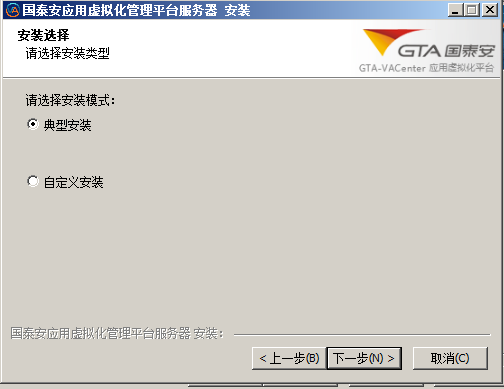 国泰安应用虚拟化管理平台服务器 安装
安装选择
请选择安装类型
GTA 国泰安
GTA-VACenter 应用虚拟化平台
请选择安装模式：
典型安装
自定义安装
国泰安应用虚拟化管理平台服务器 安装：
< 上一步(B)
下一步(N) >
取消(C)